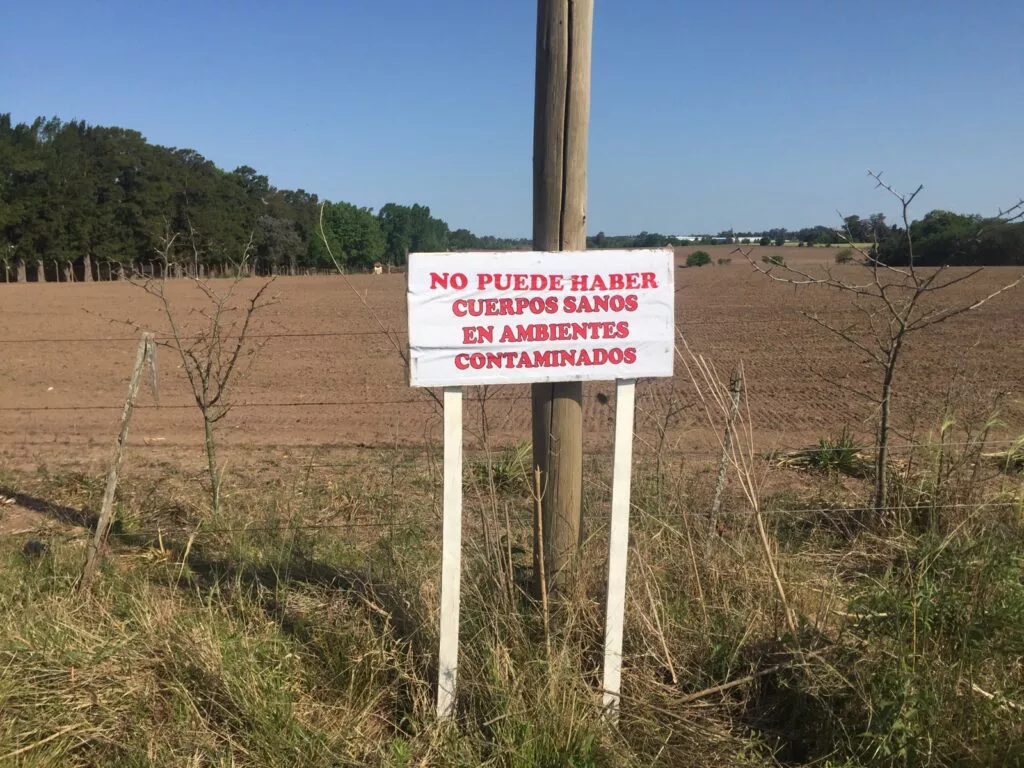 NO PUEDE HABER
CUERPOS SANOS
EN AMBIENTES
CONTAMINADOS